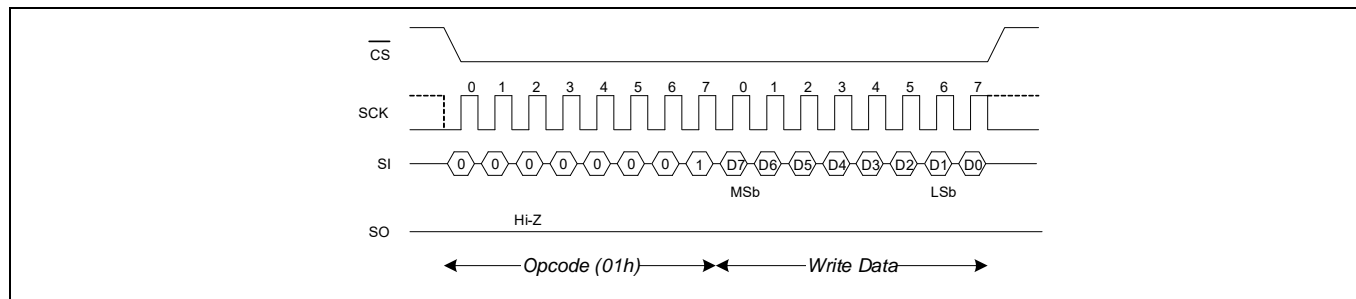 CS
0 1 2 3 4 5 6 7 0 1 2 3 4 5 6 7
SCK
SI 0 0 0 0 0 0 0 1 D7 D6 D5 D4 D3 D2 D1 D0
MSb LSb
Hi-Z
SO
Opcode (01h) Write Data